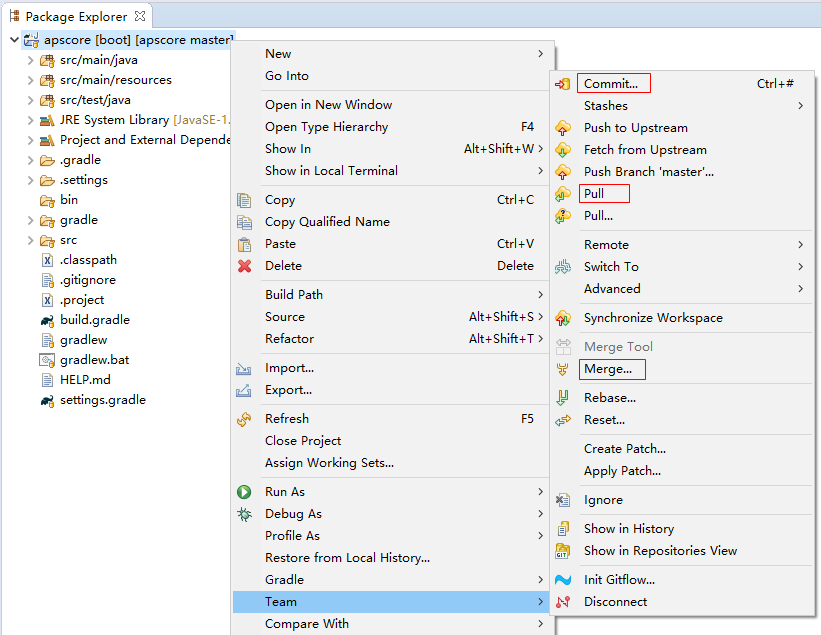 Package Explorer
apscore [boot] [apscore master]
src/main/java
src/main/resources
src/test/java
JRE System Library [JavaSE-1.
Project and External Depende
.gradle
.settings
bin
gradle
src
.classpath
.gitignore
.project
build.gradle
gradlew
gradlew.bat
HELP.md
settings.gradle
New
Go Into
Open in New Window
Open Type Hierarchy F4
Show In Alt+Shift+W
Show in Local Terminal
Copy Ctrl+C
Copy Qualified Name
Paste Ctrl+V
Delete Delete
Build Path
Source Alt+Shift+S
Refactor Alt+Shift+T
Import...
Export...
Refresh F5
Close Project
Assign Working Sets...
Run As
Debug As
Profile As
Restore from Local History...
Gradle
Team
Compare With
Commit... Ctrl+#
Stashes
Push to Upstream
Fetch from Upstream
Push Branch 'master'...
Pull
Pull...
Remote
Switch To
Advanced
Synchronize Workspace
Merge Tool
Merge...
Rebase...
Reset...
Create Patch...
Apply Patch...
Ignore
Show in History
Show in Repositories View
Init Gitflow...
Disconnect